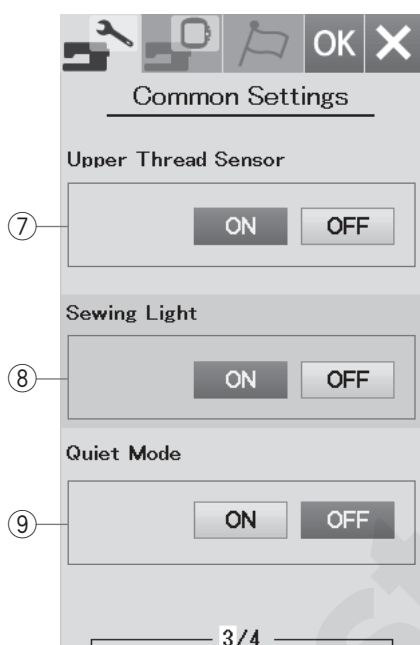 OK
Common Settings
Upper Thread Sensor
⑦ ON OFF
Sewing Light
⑧ ON OFF
Quiet Mode
⑨ ON OFF
3/4